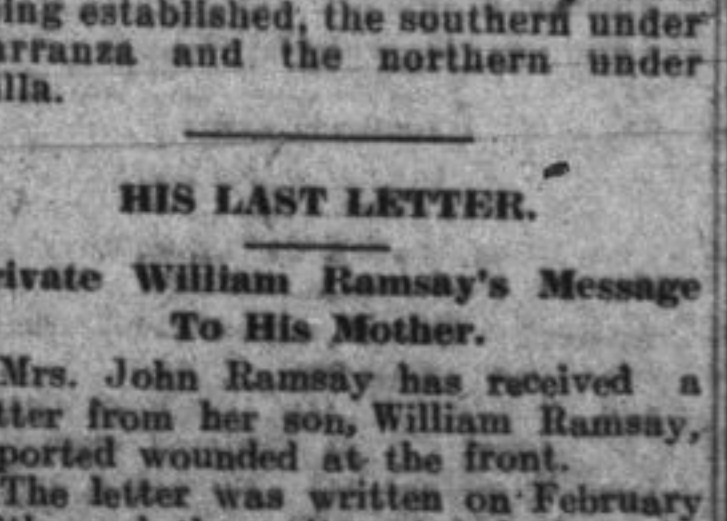 ing established, the southern under
arranza and the northern under
illa.
HIS LAST LETTER.
ivate William Ramsay's Message
To His Mother.
Mrs. John Ramsay has received a
tter from her son, William Ramsay,
ported wounded at the front.
The letter was written on February